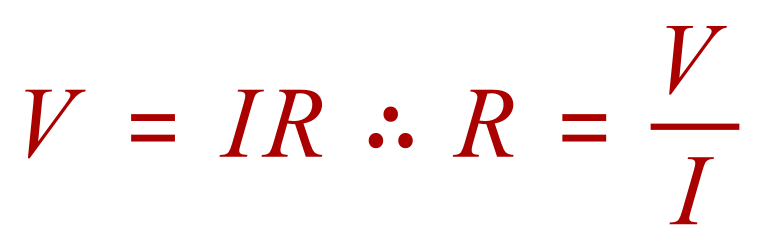 V = IR ∴ R = V/I